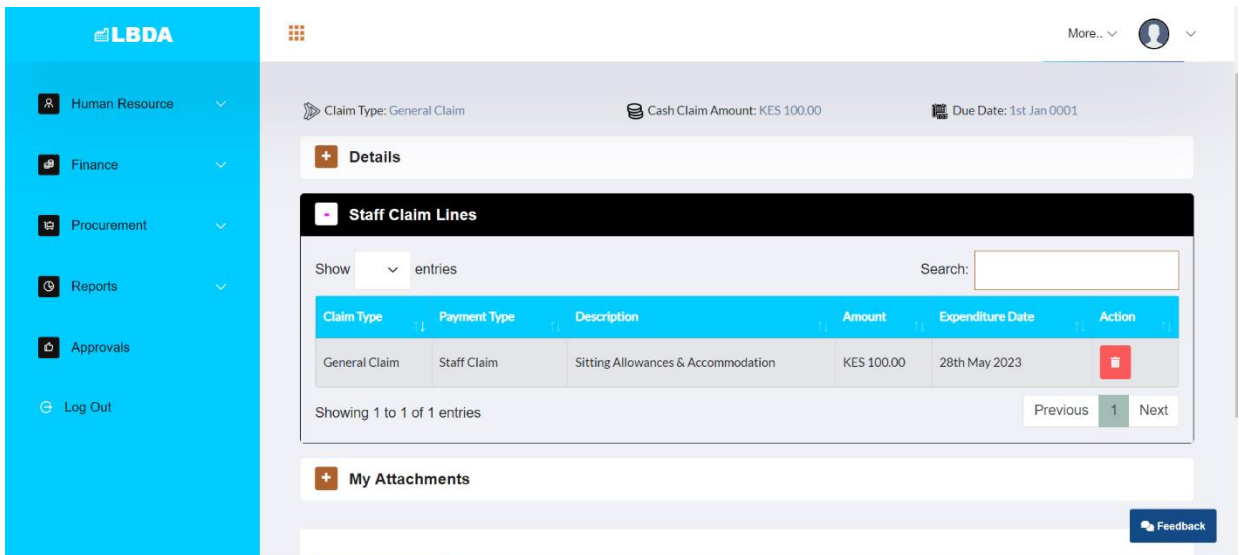 LBDA
More..
Human Resource
Finance
Procurement
Reports
Approvals
Log Out
Claim Type: General Claim
Cash Claim Amount: KES 100.00
Due Date: 1st Jan 0001
+ Details
- Staff Claim Lines
Show entries
Search:
Claim Type Payment Type Description Amount Expenditure Date Action
General Claim Staff Claim Sitting Allowances & Accommodation KES 100.00 28th May 2023
Showing 1 to 1 of 1 entries
Previous 1 Next
+ My Attachments
Feedback